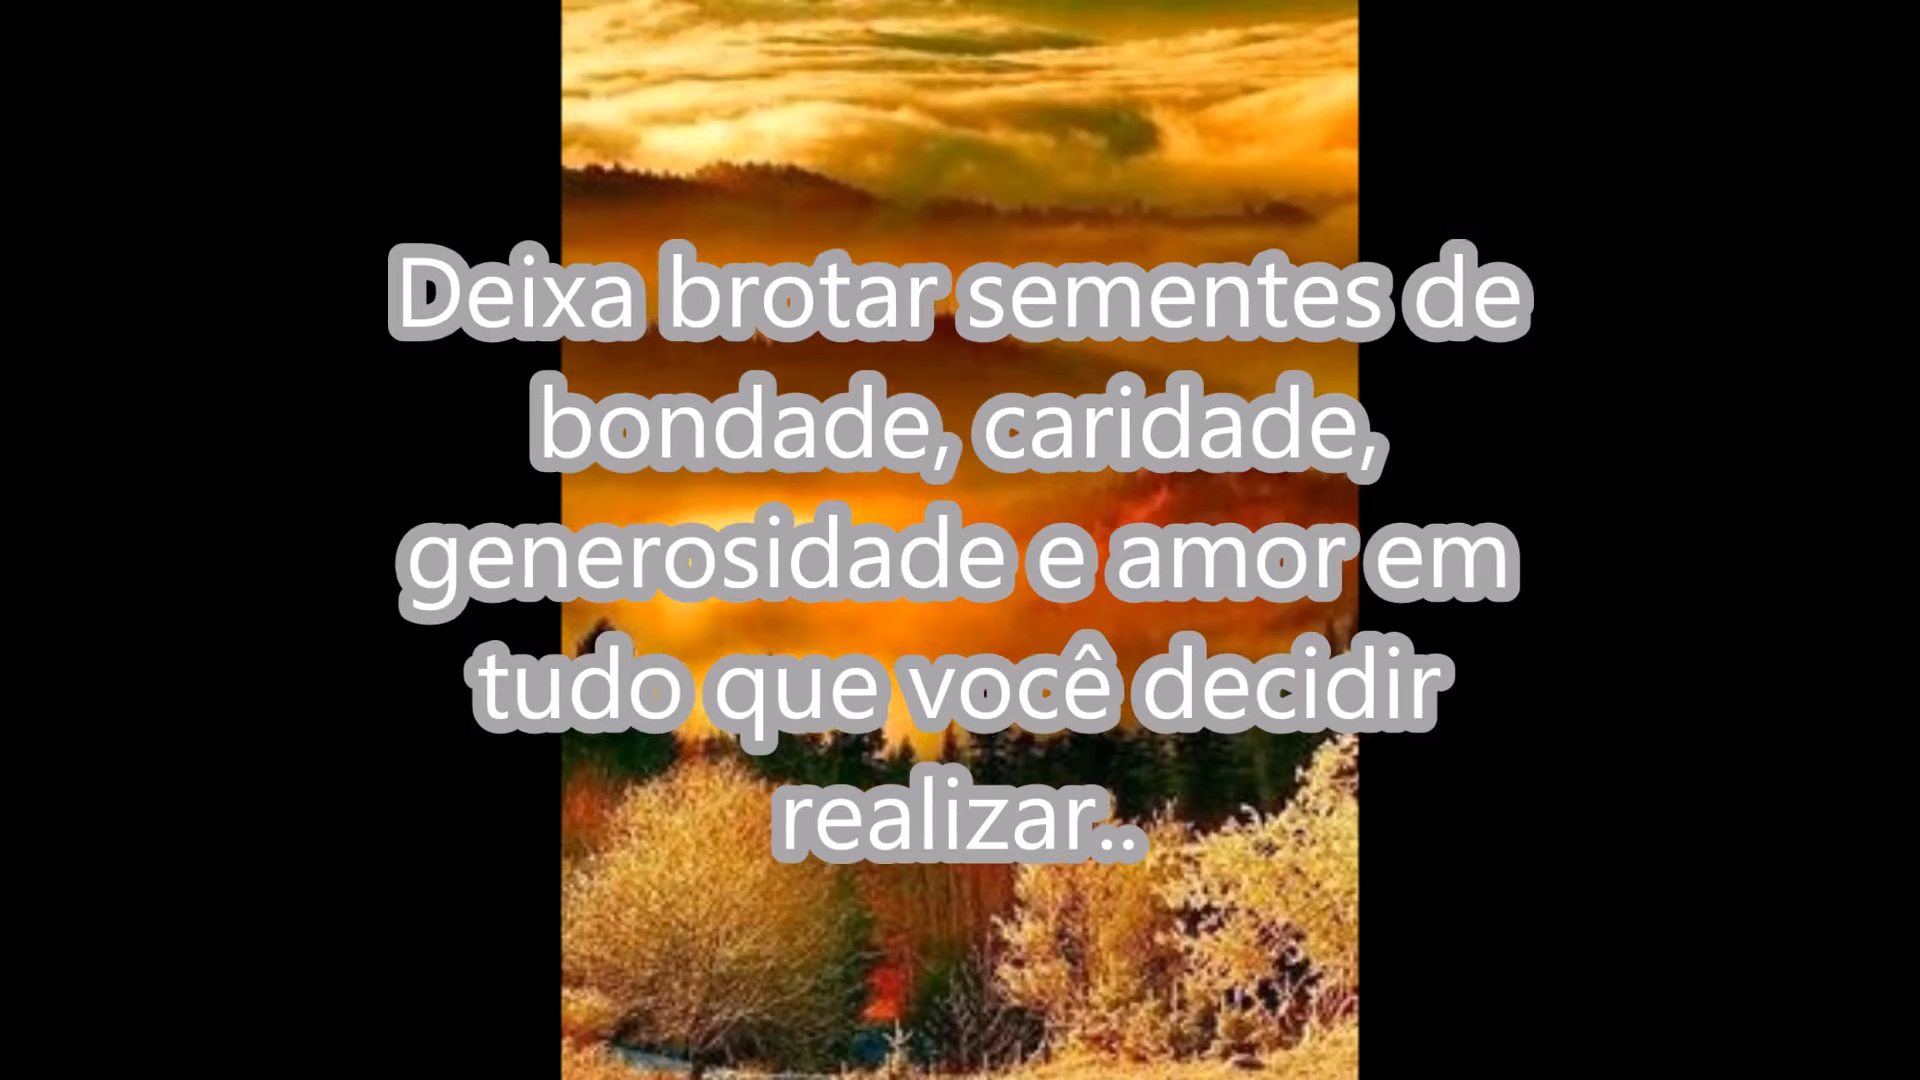 Deixa brotar sementes de
bondade, caridade,
generosidade e amor em
tudo que você decidir
realizar..